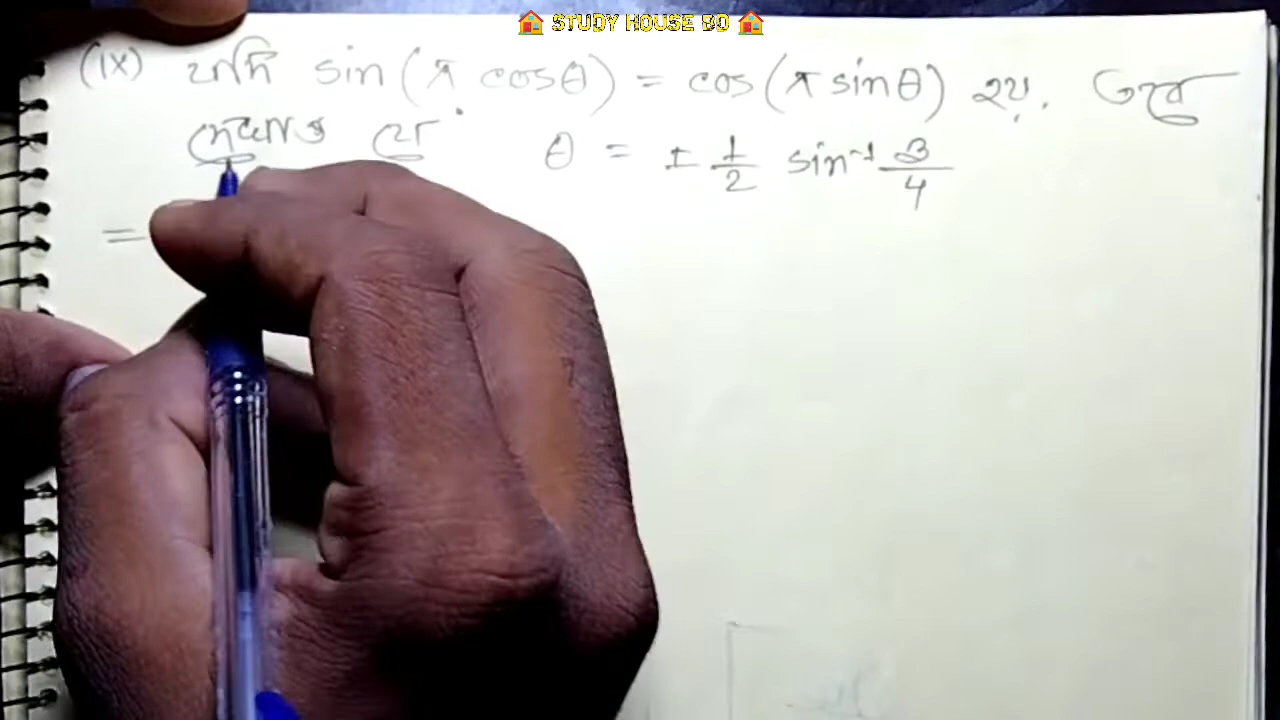 🏠 STUDY HOUSE BD 🏠
(ix) যদি sin(π cosθ) = cos(π sinθ) হয়. তবে
দেখাও যে θ = ± 1/2 sin⁻¹ 3/4
=